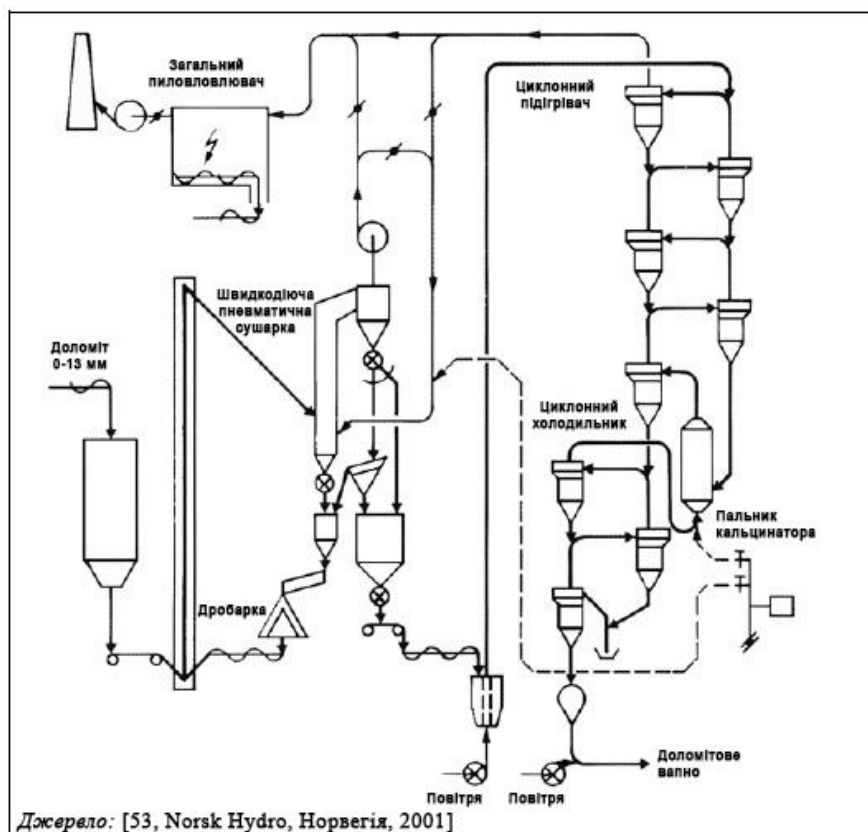 Загальний
пиловловлювач
Циклонний
підігрівач
Швидкодіюча
пневматична
сушарка
Доломіт
0-13 мм
Циклонний
холодильник
Пальник
кальцинатора
Дробарка
Доломітове
вапно
Повітря
Повітря
Джерело: [53, Norsk Hydro, Норвегія, 2001]